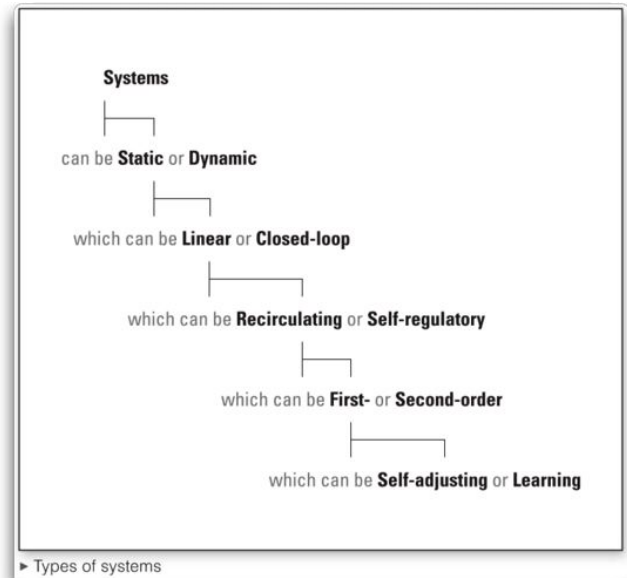 Systems
can be Static or Dynamic
which can be Linear or Closed-loop
which can be Recirculating or Self-regulatory
which can be First- or Second-order
which can be Self-adjusting or Learning
▸ Types of systems